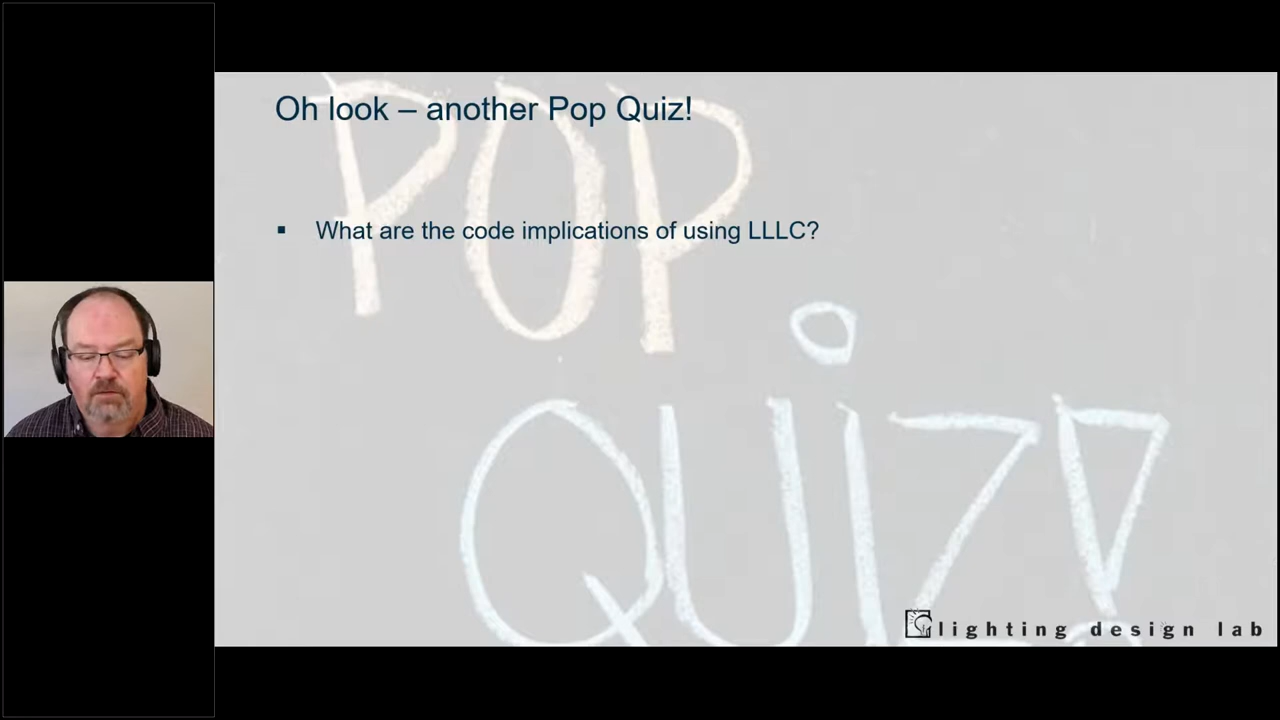 Oh look – another Pop Quiz!
▪ What are the code implications of using LLLC?
POP
QUIZ!
lighting design lab